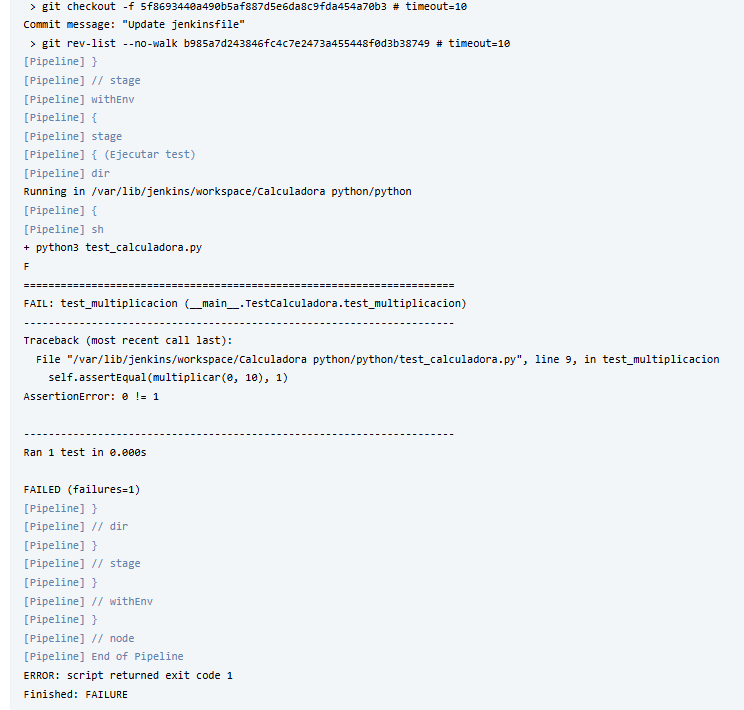 > git checkout -f 5f8693440a490b5af887d5e6da8c9fda454a70b3 # timeout=10
Commit message: "Update jenkinsfile"
> git rev-list --no-walk b985a7d243846fc4c7e2473a455448f0d3b38749 # timeout=10
[Pipeline] }
[Pipeline] // stage
[Pipeline] withEnv
[Pipeline] {
[Pipeline] stage
[Pipeline] { (Ejecutar test)
[Pipeline] dir
Running in /var/lib/jenkins/workspace/Calculadora python/python
[Pipeline] {
[Pipeline] sh
+ python3 test_calculadora.py
F
======================================================================
FAIL: test_multiplicacion (__main__.TestCalculadora.test_multiplicacion)
----------------------------------------------------------------------
Traceback (most recent call last):
  File "/var/lib/jenkins/workspace/Calculadora python/python/test_calculadora.py", line 9, in test_multiplicacion
    self.assertEqual(multiplicar(0, 10), 1)
AssertionError: 0 != 1
----------------------------------------------------------------------
Ran 1 test in 0.000s
FAILED (failures=1)
[Pipeline] }
[Pipeline] // dir
[Pipeline] }
[Pipeline] // stage
[Pipeline] }
[Pipeline] // withEnv
[Pipeline] }
[Pipeline] // node
[Pipeline] End of Pipeline
ERROR: script returned exit code 1
Finished: FAILURE